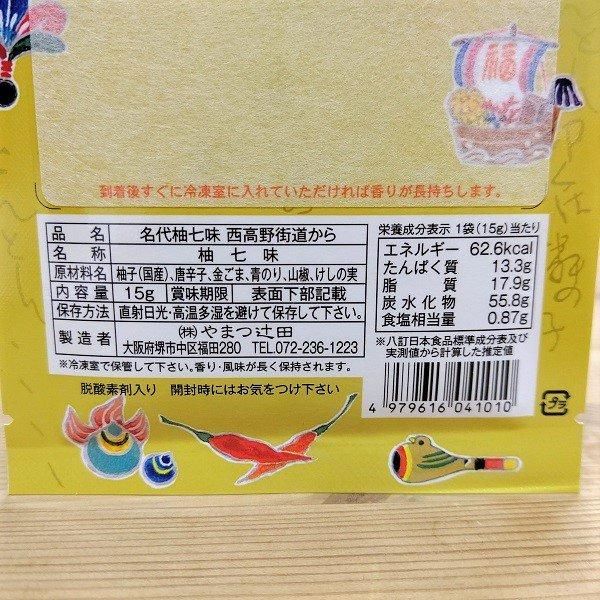 福
到着後すぐに冷凍室に入れていただければ香りが長持ちします。
品名 名代柚七味 西高野街道から
名称 柚七味
原材料名 柚子(国産)、唐辛子、金ごま、青のり、山椒、けしの実
内容量 15g 賞味期限 表面下部記載
保存方法 直射日光・高温多湿を避けて保存して下さい。
製造者 ㈱やまつ辻田
大阪府堺市中区福田280 TEL.072-236-1223
※冷凍室で保管して下さい。香り・風味が長く保持されます。
脱酸素剤入り 開封時にはお気をつけ下さい
栄養成分表示 1袋(15g)当たり
エネルギー 62.6kcal
たんぱく質 13.3g
脂質 17.9g
炭水化物 55.8g
食塩相当量 0.87g
※八訂日本食品標準成分表及び
実測値から計算した推定値
4 979616 041010
プラ